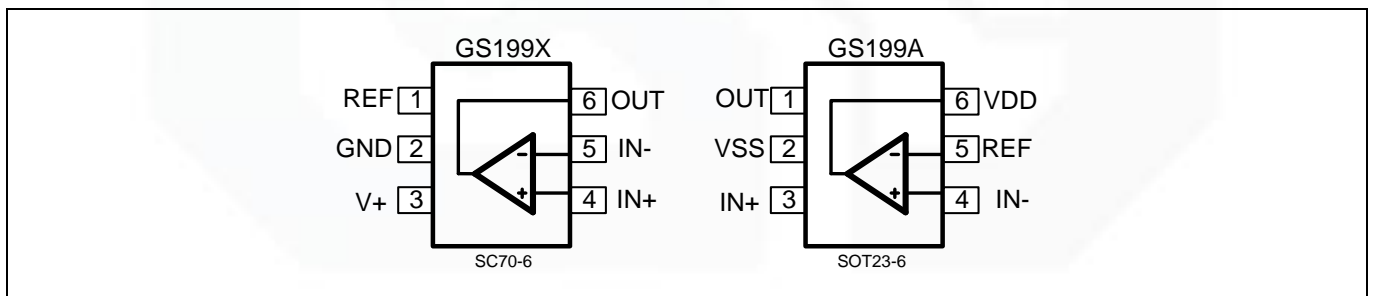 GS199X
REF 1
GND 2
V+ 3
6 OUT
5 IN-
4 IN+
-
+
SC70-6
GS199A
OUT 1
VSS 2
IN+ 3
6 VDD
5 REF
4 IN-
-
+
SOT23-6